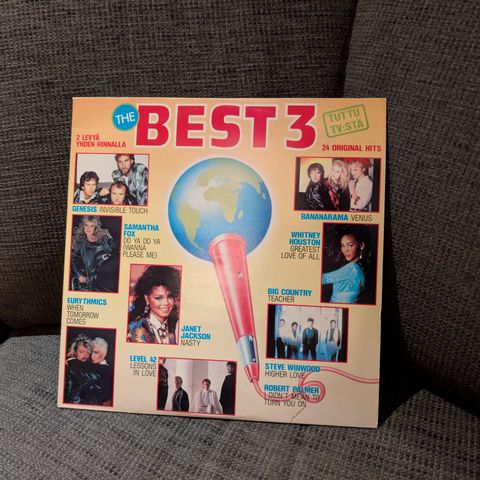 THE
BEST 3
TUTTU
TV:STÄ
2 LEVYÄ
YHDEN HINNALLA
24 ORIGINAL HITS
GENESIS INVISIBLE TOUCH
BANANARAMA VENUS
SAMANTHA
FOX
DO YA DO YA
(WANNA
PLEASE ME)
WHITNEY
HOUSTON
GREATEST
LOVE OF ALL
EURYTHMICS
WHEN
TOMORROW
COMES
BIG COUNTRY
TEACHER
JANET
JACKSON
NASTY
LEVEL 42
LESSONS
IN LOVE
STEVE WINWOOD
HIGHER LOVE
ROBERT PALMER
I DIDN'T MEAN TO
TURN YOU ON